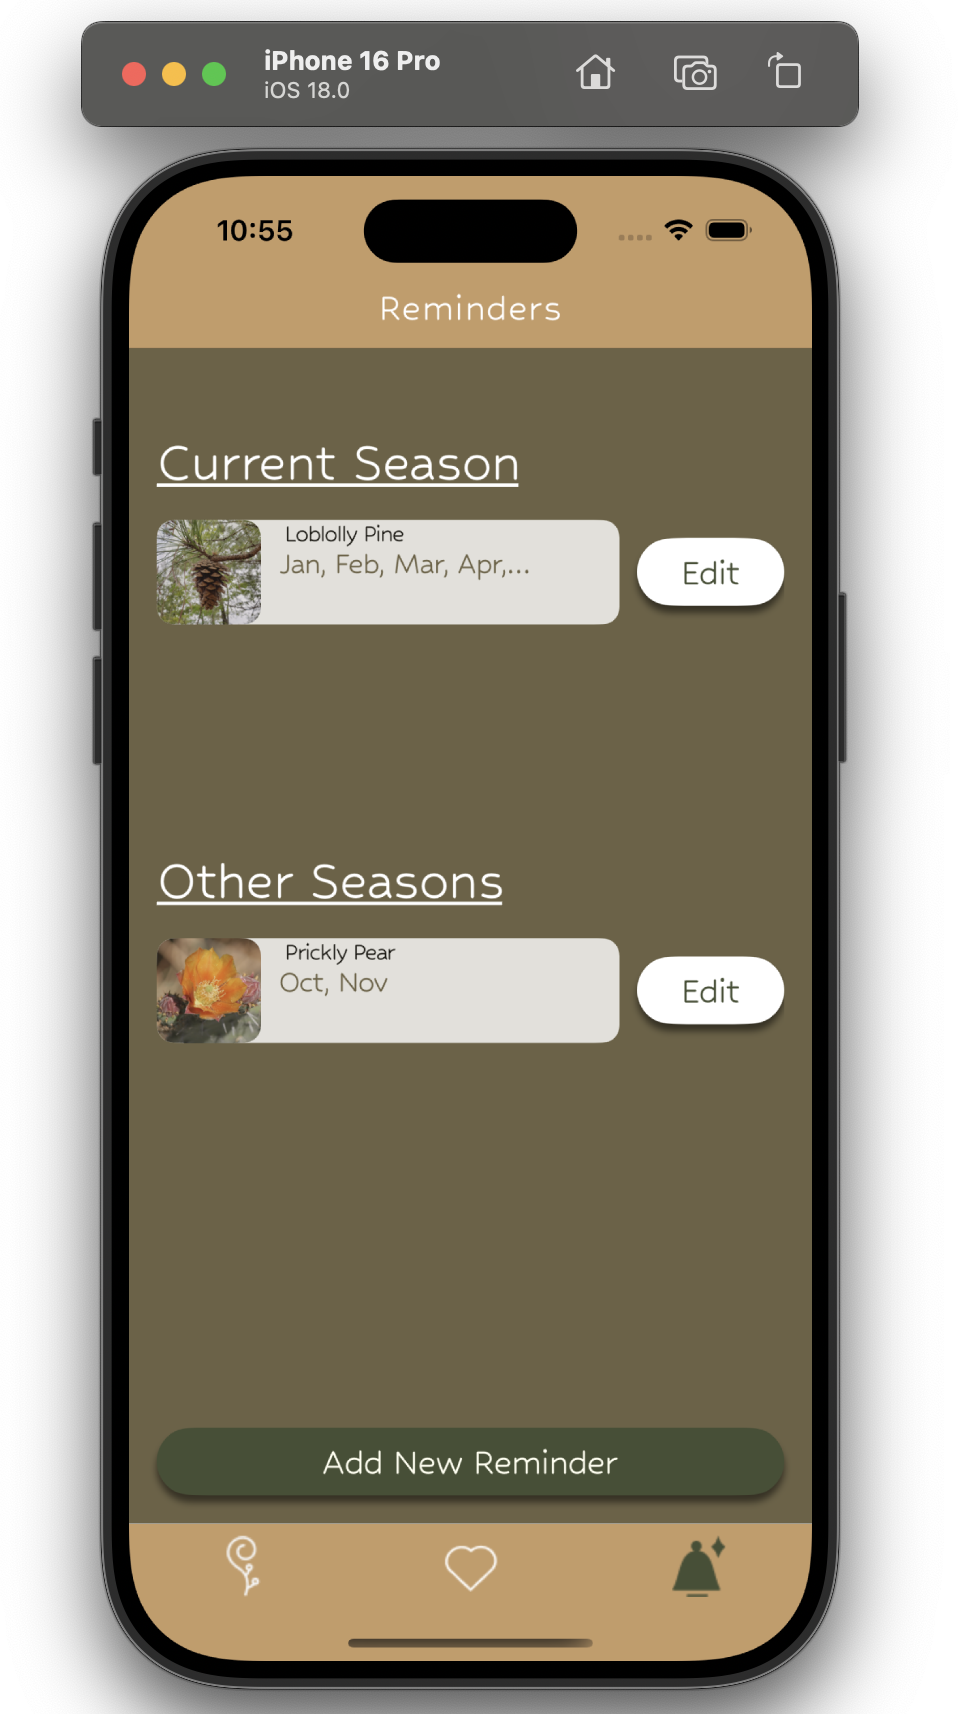 iPhone 16 Pro
iOS 18.0
10:55
Reminders
Current Season
Loblolly Pine
Jan, Feb, Mar, Apr,...
Edit
Other Seasons
Prickly Pear
Oct, Nov
Edit
Add New Reminder